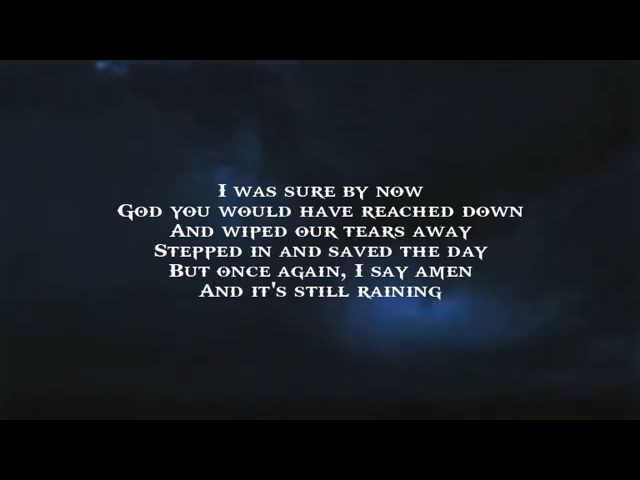 I was sure by now
God you would have reached down
And wiped our tears away
Stepped in and saved the day
But once again, I say amen
And it's still raining